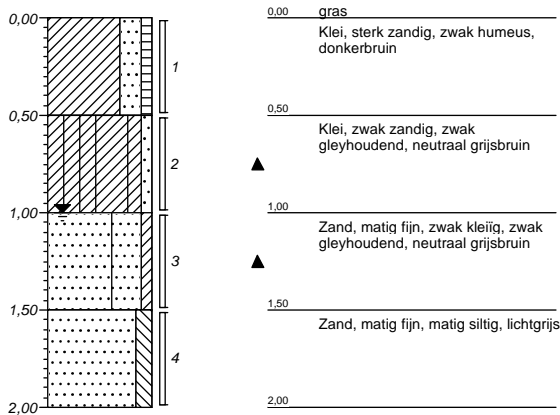 0,00
0,50
1,00
1,50
2,00
1
2
3
4
0,00
gras
Klei, sterk zandig, zwak humeus,
donkerbruin
0,50
Klei, zwak zandig, zwak
gleyhoudend, neutraal grijsbruin
1,00
Zand, matig fijn, zwak kleiïg, zwak
gleyhoudend, neutraal grijsbruin
1,50
Zand, matig fijn, matig siltig, lichtgrijs
2,00